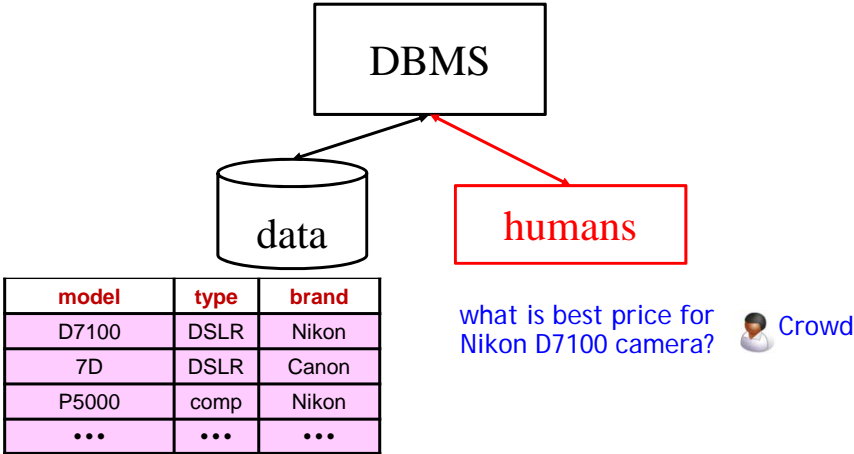 DBMS
data
humans
model type brand
D7100 DSLR Nikon
7D DSLR Canon
P5000 comp Nikon
••• ••• •••
what is best price for
Nikon D7100 camera?
Crowd